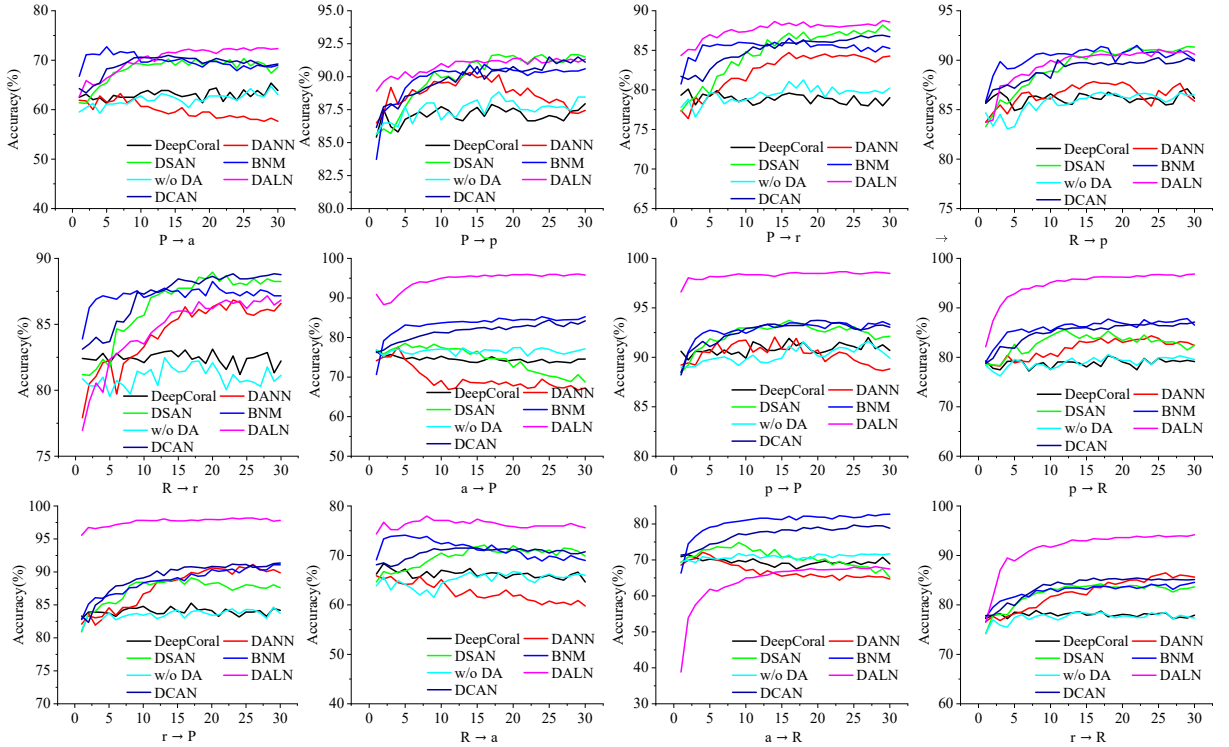 Accuracy(%)
80
70
60
50
40
0 5 10 15 20 25 30
DeepCoral DANN
DSAN BNM
w/o DA DALN
DCAN
P → a
Accuracy(%)
95.0
92.5
90.0
87.5
85.0
82.5
80.0
0 5 10 15 20 25 30
DeepCoral DANN
DSAN BNM
w/o DA DALN
DCAN
P → p
Accuracy(%)
90
85
80
75
70
65
0 5 10 15 20 25 30
DeepCoral DANN
DSAN BNM
w/o DA DALN
DCAN
P → r
Accuracy(%)
95
90
85
80
75
0 5 10 15 20 25 30
DeepCoral DANN
DSAN BNM
w/o DA DALN
DCAN
→
R → p
Accuracy(%)
90
85
80
75
0 5 10 15 20 25 30
DeepCoral DANN
DSAN BNM
w/o DA DALN
DCAN
R → r
Accuracy(%)
100
90
80
70
60
50
0 5 10 15 20 25 30
DeepCoral DANN
DSAN BNM
w/o DA DALN
DCAN
a → P
Accuracy(%)
100
95
90
85
80
0 5 10 15 20 25 30
DeepCoral DANN
DSAN BNM
w/o DA DALN
DCAN
p → P
Accuracy(%)
100
90
80
70
60
0 5 10 15 20 25 30
DeepCoral DANN
DSAN BNM
w/o DA DALN
DCAN
p → R
Accuracy(%)
100
95
90
85
80
75
70
0 5 10 15 20 25 30
DeepCoral DANN
DSAN BNM
w/o DA DALN
DCAN
r → P
Accuracy(%)
80
70
60
50
40
0 5 10 15 20 25 30
DeepCoral DANN
DSAN BNM
w/o DA DALN
DCAN
R → a
Accuracy(%)
85
80
70
60
50
40
30
0 5 10 15 20 25 30
DeepCoral DANN
DSAN BNM
w/o DA DALN
DCAN
a → R
Accuracy(%)
100
90
80
70
60
0 5 10 15 20 25 30
DeepCoral DANN
DSAN BNM
w/o DA DALN
DCAN
r → R